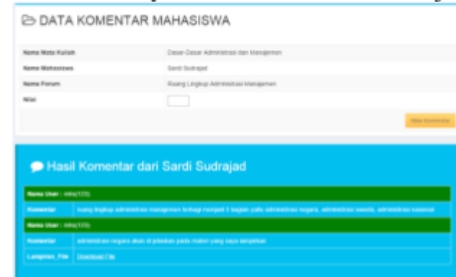 DATA KOMENTAR MAHASISWA
Nama Mata Kuliah Dasar-Dasar Administrasi dan Manajemen
Nama Mahasiswa Sardi Sudrajad
Nama Forum Ruang Lingkup Administrasi Manajemen
Nilai
Nilai Komentar
Hasil Komentar dari Sardi Sudrajad
Nama User :
Komentar ruang lingkup administrasi manajemen terbagi menjadi 3 bagian yaitu administrasi negara, administrasi swasta, administrasi nasional
Nama User :
Komentar administrasi negara akan di jelaskan pada materi yang saya lampirkan
Lampiran_File Download File